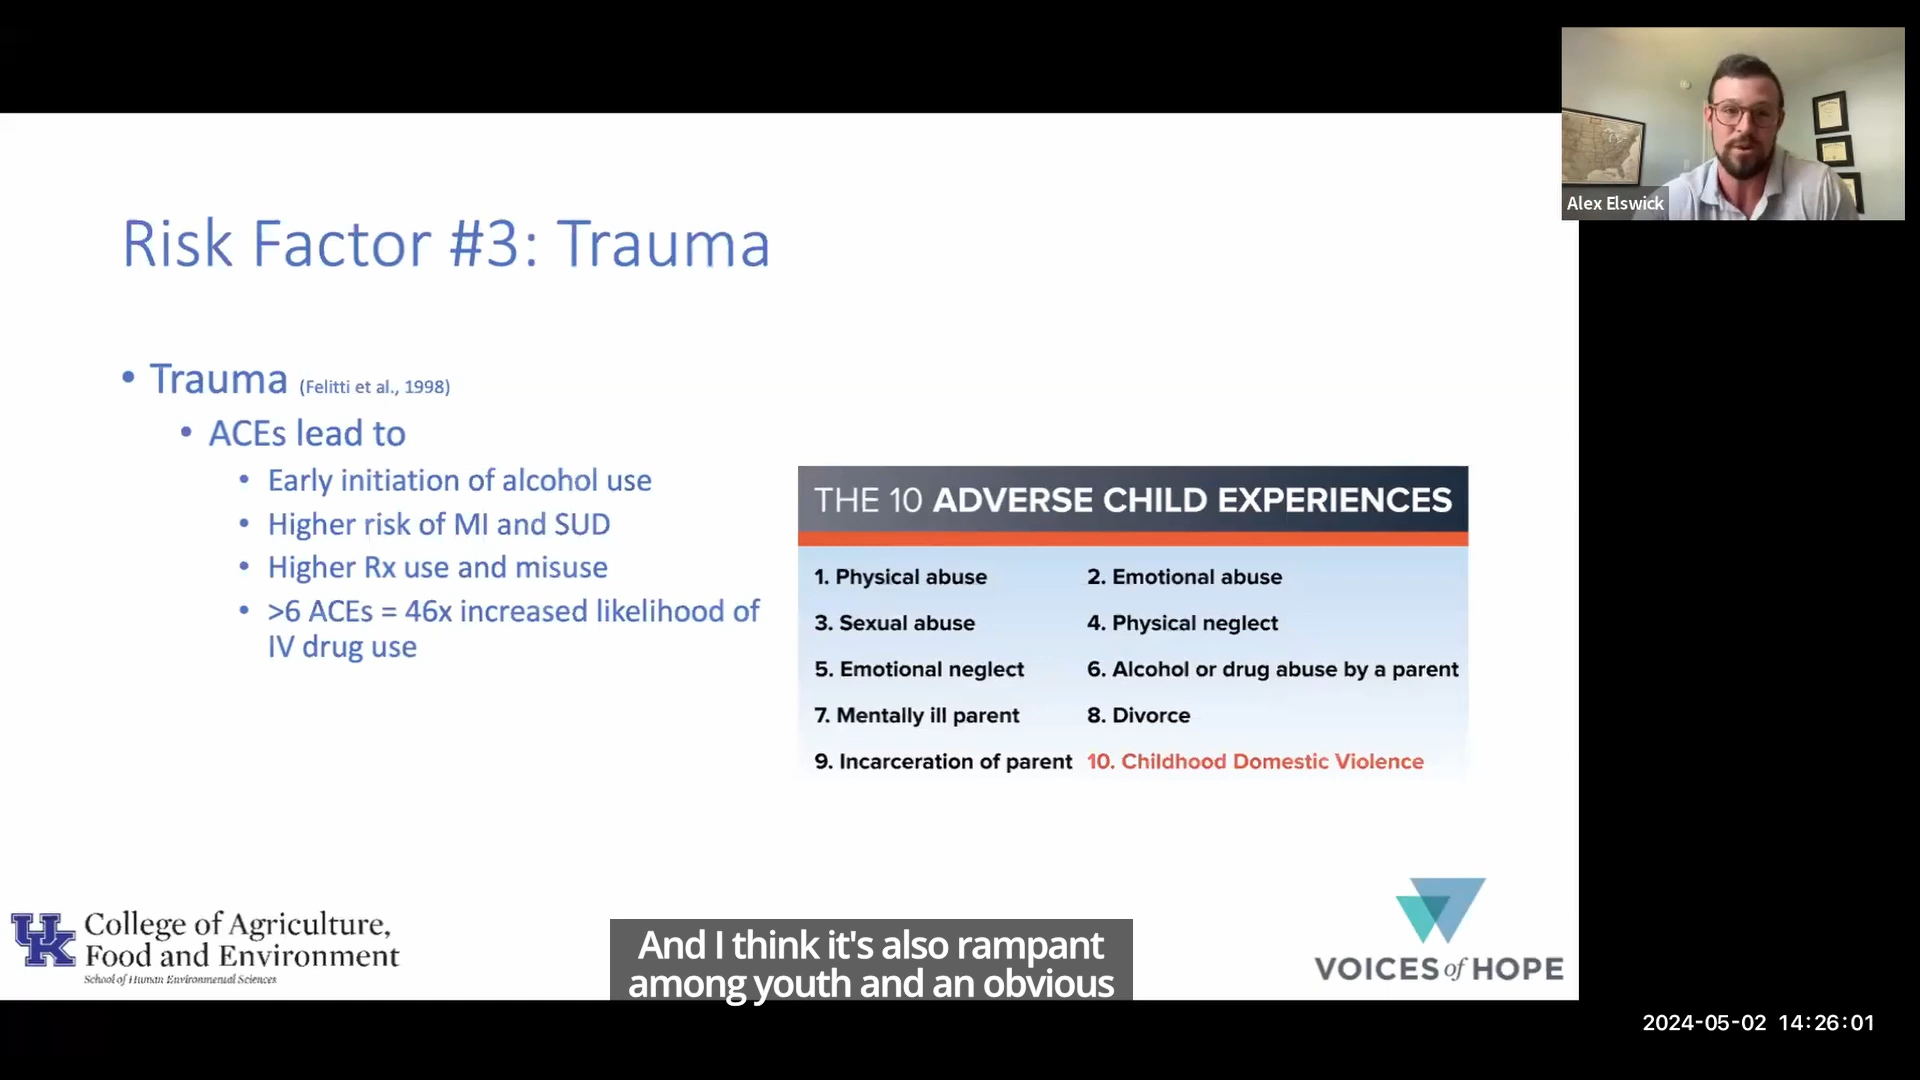 Alex Elswick
Risk Factor #3: Trauma
• Trauma (Felitti et al., 1998)
• ACEs lead to
• Early initiation of alcohol use
• Higher risk of MI and SUD
• Higher Rx use and misuse
• >6 ACEs = 46x increased likelihood of
IV drug use
THE 10 ADVERSE CHILD EXPERIENCES
1. Physical abuse 2. Emotional abuse
3. Sexual abuse 4. Physical neglect
5. Emotional neglect 6. Alcohol or drug abuse by a parent
7. Mentally ill parent 8. Divorce
9. Incarceration of parent 10. Childhood Domestic Violence
UK College of Agriculture,
Food and Environment
School of Human Environmental Sciences
And I think it's also rampant
among youth and an obvious
VOICES of HOPE
2024-05-02 14:26:01